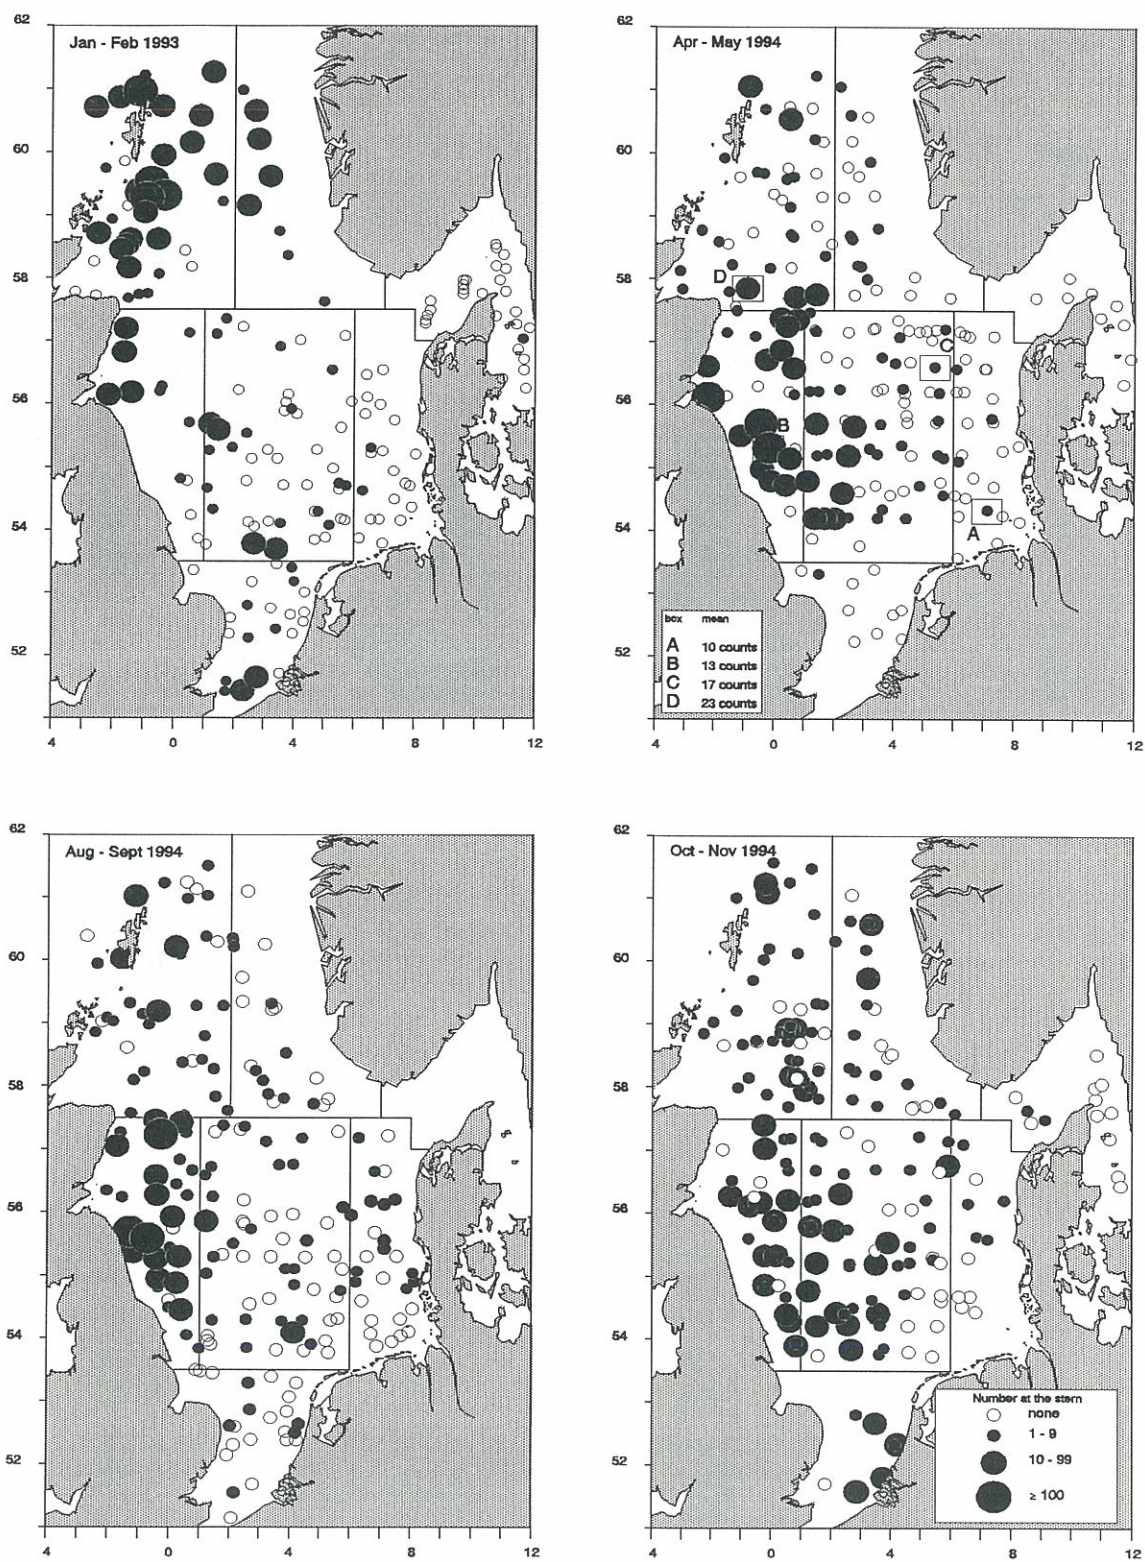 62
Jan - Feb 1993
60
58
56
54
52
4 0 4 8 12
62
Apr - May 1994
60
58
56
54
52
D
C
B
A
box mean
A 10 counts
B 13 counts
C 17 counts
D 23 counts
4 0 4 8 12
62
Aug - Sept 1994
60
58
56
54
52
4 0 4 8 12
62
Oct - Nov 1994
60
58
56
54
52
Number at the stern
none
1 - 9
10 - 99
≥ 100
4 0 4 8 12